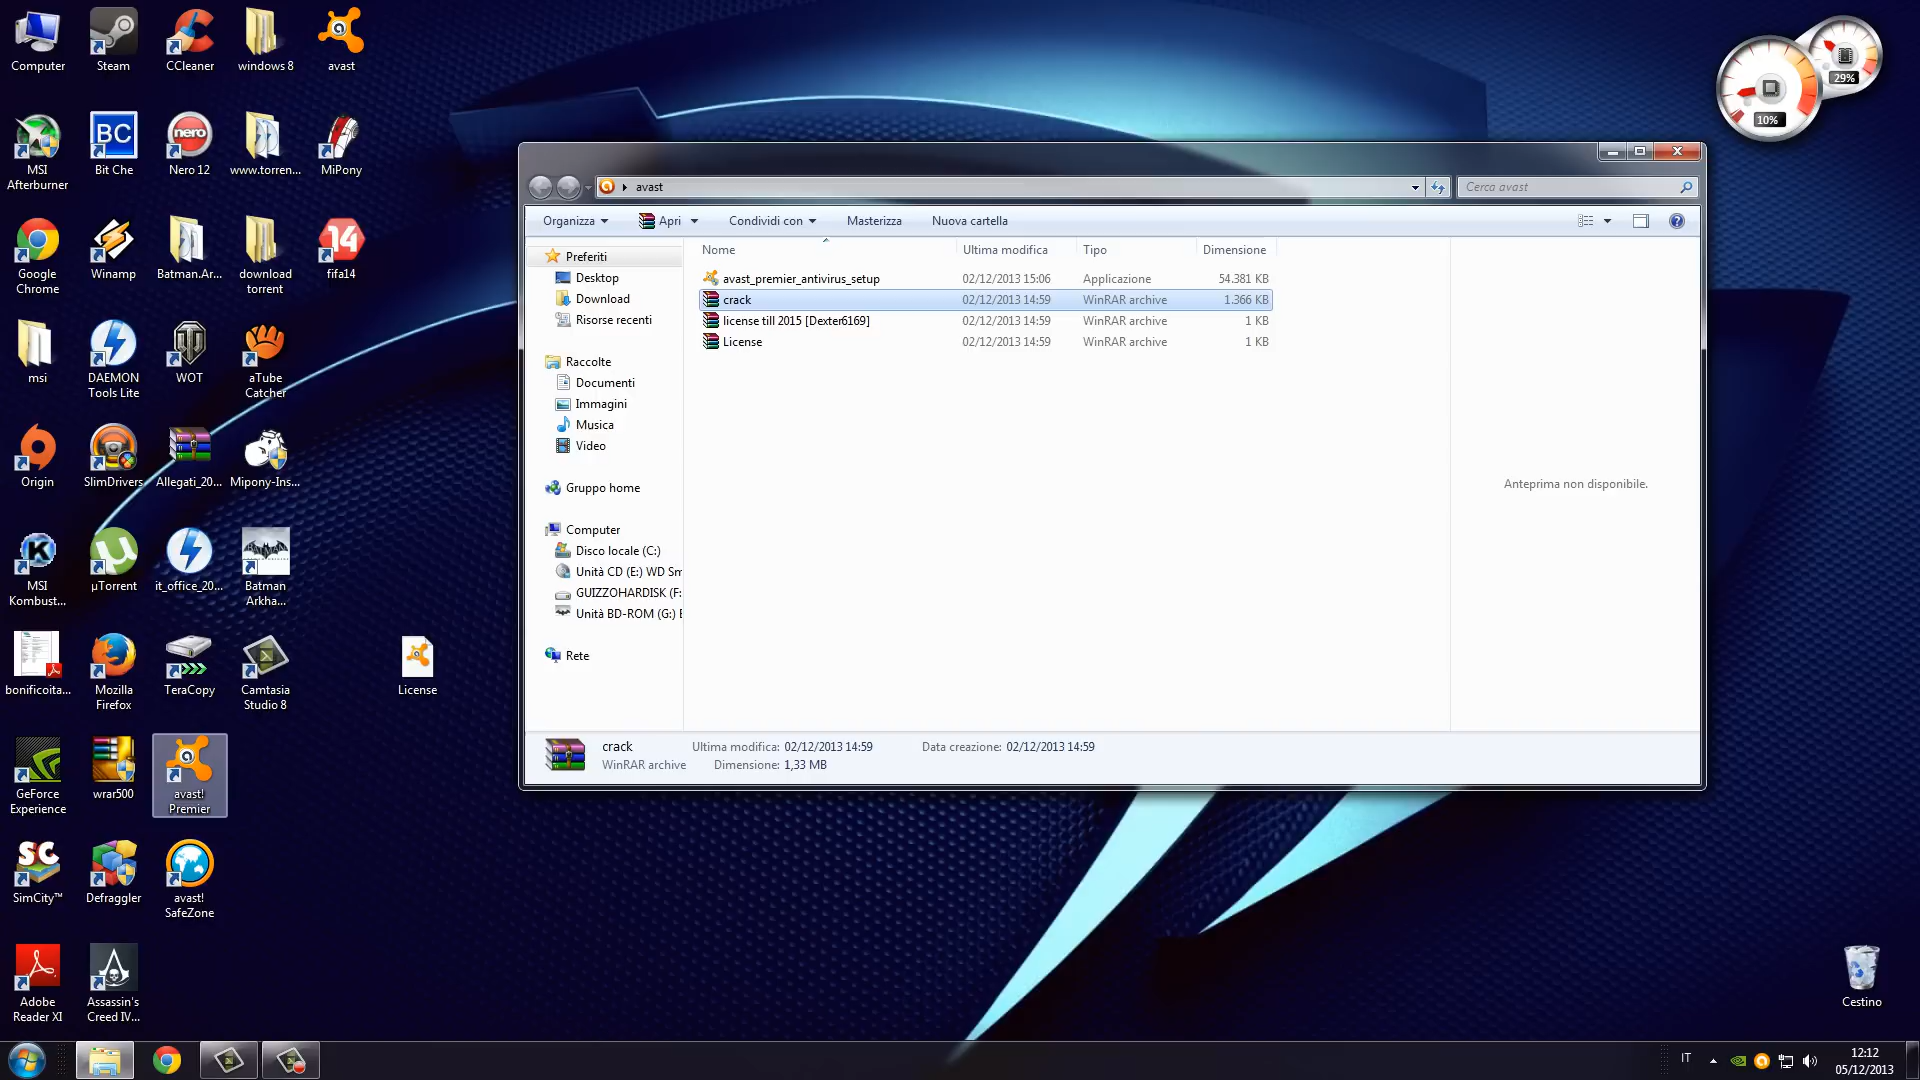 Computer
Steam
CCleaner
windows 8
avast
MSI
Afterburner
BC
Bit Che
nero
Nero 12
www.torren...
MiPony
Google
Chrome
Winamp
Batman.Ar...
download
torrent
14
fifa14
msi
DAEMON
Tools Lite
WOT
aTube
Catcher
Origin
SlimDrivers
Allegati_20...
Mipony-Ins...
K
MSI
Kombust...
µ
µTorrent
it_office_20...
BATMAN
Batman
Arkha...
bonificoita...
Mozilla
Firefox
TeraCopy
Camtasia
Studio 8
License
GeForce
Experience
wrar500
avast!
Premier
SC
SimCity™
Defraggler
avast!
SafeZone
Adobe
Reader XI
Assassin's
Creed IV...
29%
10%
avast
Cerca avast
Organizza
Apri
Condividi con
Masterizza
Nuova cartella
Nome
Ultima modifica
Tipo
Dimensione
avast_premier_antivirus_setup 02/12/2013 15:06 Applicazione 54.381 KB
crack 02/12/2013 14:59 WinRAR archive 1.366 KB
license till 2015 [Dexter6169] 02/12/2013 14:59 WinRAR archive 1 KB
License 02/12/2013 14:59 WinRAR archive 1 KB
Preferiti
Desktop
Download
Risorse recenti
Raccolte
Documenti
Immagini
Musica
Video
Gruppo home
Computer
Disco locale (C:)
Unità CD (E:) WD Sm
GUIZZOHARDISK (F:
Unità BD-ROM (G:) B
Rete
Anteprima non disponibile.
crack
WinRAR archive
Ultima modifica: 02/12/2013 14:59
Dimensione: 1,33 MB
Data creazione: 02/12/2013 14:59
Cestino
IT
12:12
05/12/2013